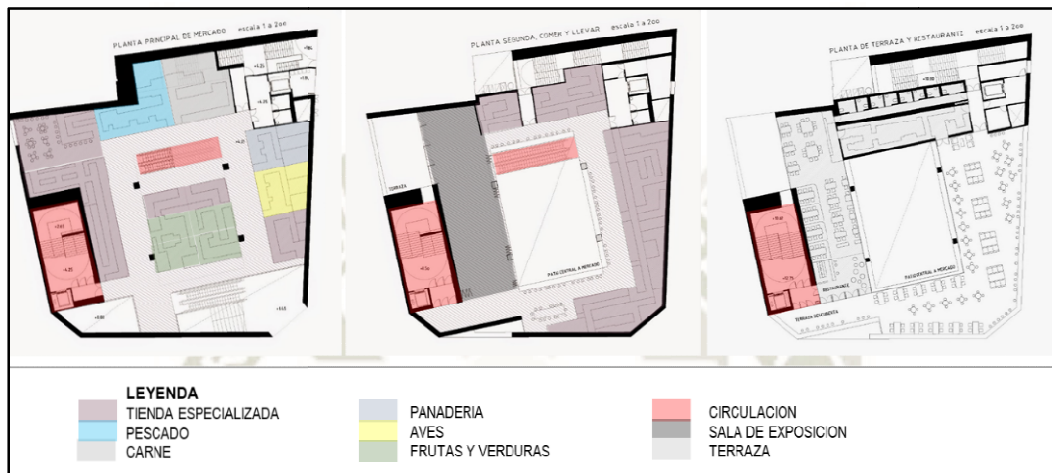 PLANTA PRINCIPAL DE MERCADO escala 1 a 200
PLANTA SEGUNDA, COMER Y LLEVAR escala 1 a 200
PLANTA DE TERRAZA Y RESTAURANTE escala 1 a 200
TERRAZA
PATIO CENTRAL A MERCADO
PATIO CENTRAL A MERCADO
RESTAURANTE
LEYENDA
TIENDA ESPECIALIZADA
PESCADO
CARNE
PANADERIA
AVES
FRUTAS Y VERDURAS
CIRCULACION
SALA DE EXPOSICION
TERRAZA